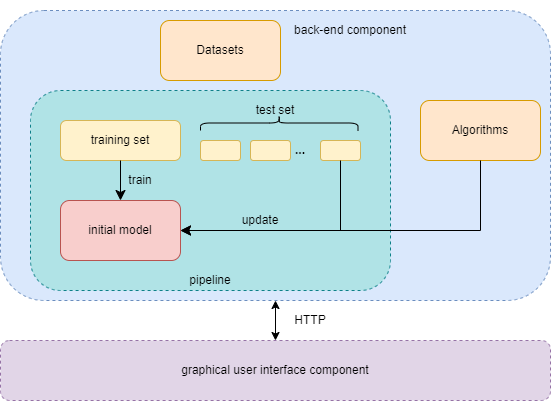 back-end component
Datasets
test set
training set
...
Algorithms
train
initial model
update
pipeline
HTTP
graphical user interface component